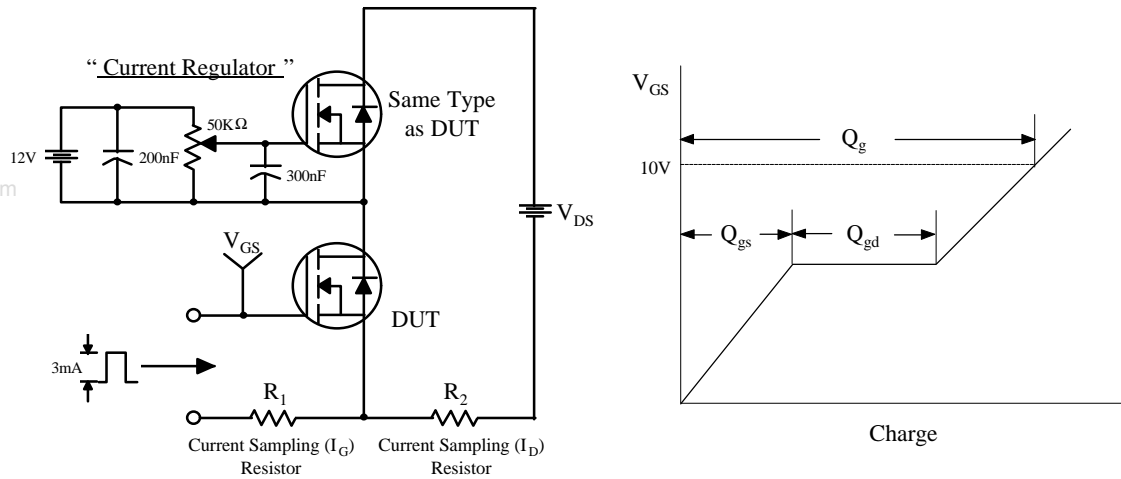 “ Current Regulator ”
Same Type
as DUT
50KΩ
12V
200nF
300nF
m
V_DS
V_GS
DUT
3mA
R_1
R_2
Current Sampling (I_G)
Resistor
Current Sampling (I_D)
Resistor
V_GS
Q_g
10V
Q_gs
Q_gd
Charge